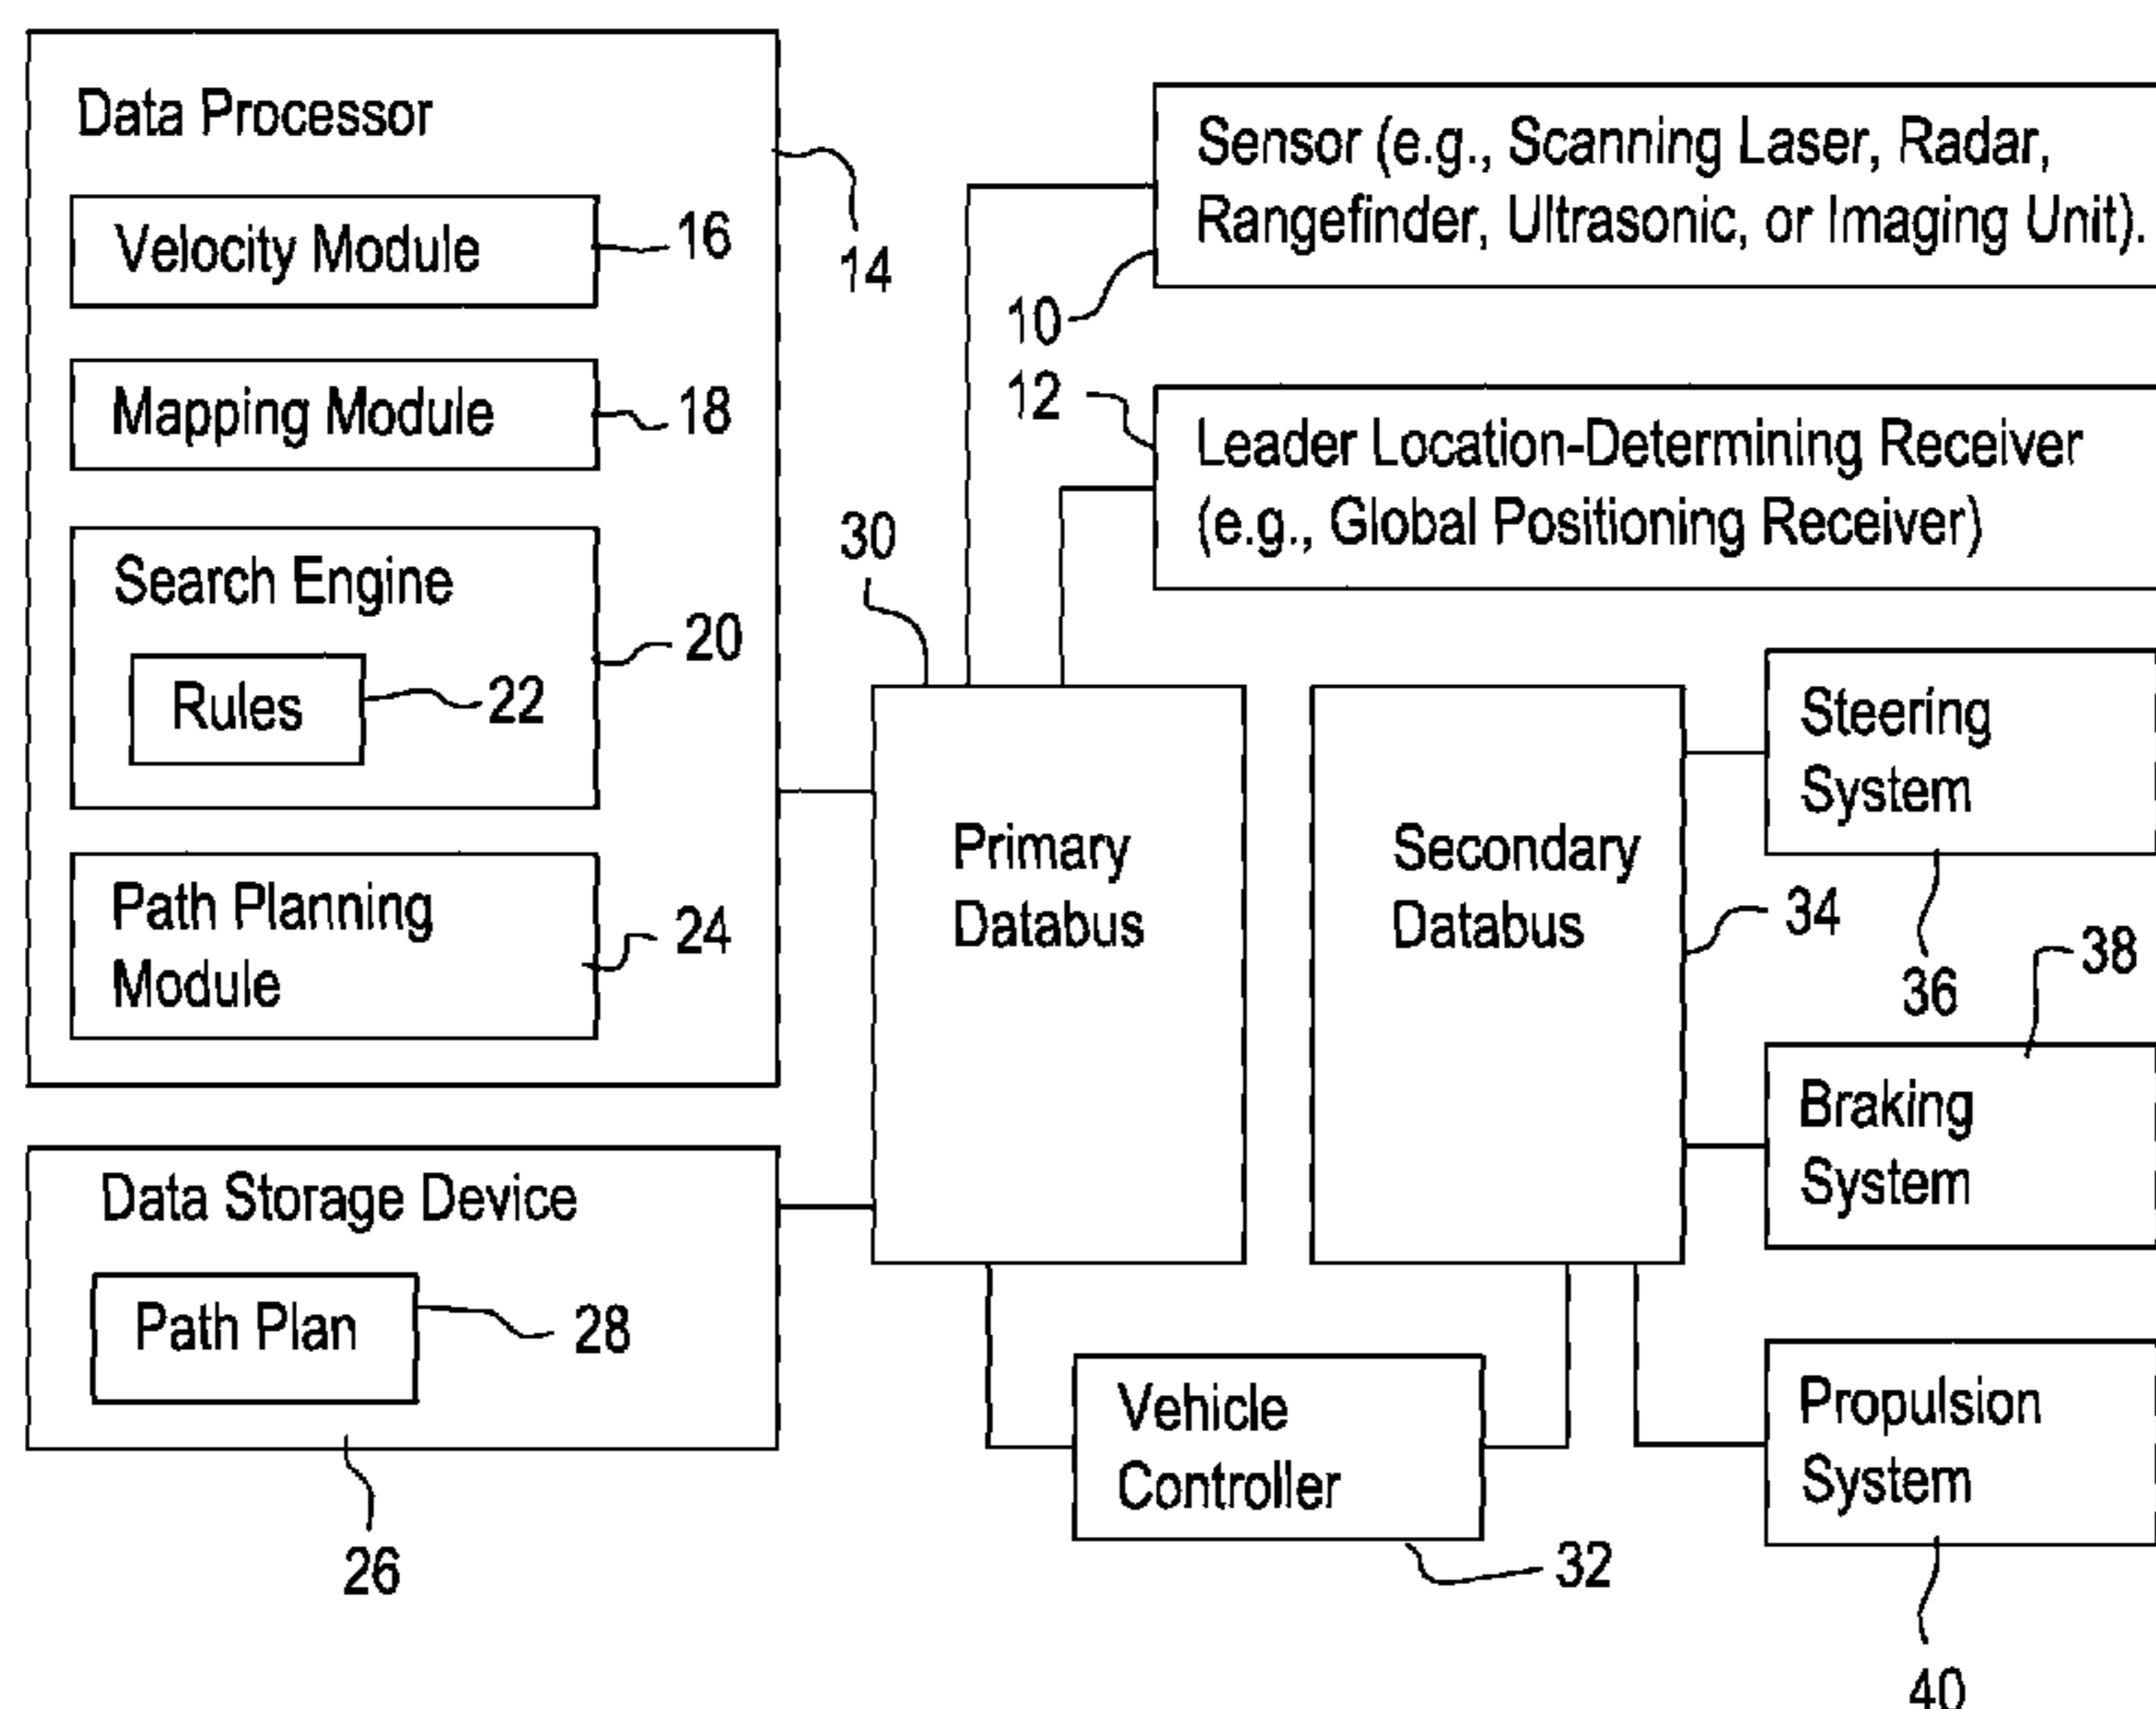 Data Processor
Velocity Module
16
14
Mapping Module
18
Search Engine
20
Rules
22
Path Planning
Module
24
Data Storage Device
Path Plan
28
26
Sensor (e.g., Scanning Laser, Radar,
Rangefinder, Ultrasonic, or Imaging Unit).
10
12
Leader Location-Determining Receiver
(e.g., Global Positioning Receiver)
30
Primary
Databus
Secondary
Databus
34
Steering
System
36
38
Braking
System
Vehicle
Controller
32
Propulsion
System
40